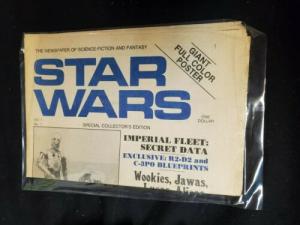 THE NEWSPAPER OF SCIENCE-FICTION AND FANTASY
GIANT
FULL COLOR
POSTER
STAR
WARS
ONE
DOLLAR
SPECIAL COLLECTOR'S EDITION
IMPERIAL FLEET:
SECRET DATA
EXCLUSIVE: R2-D2 and
C-3PO BLUEPRINTS
Wookies, Jawas,